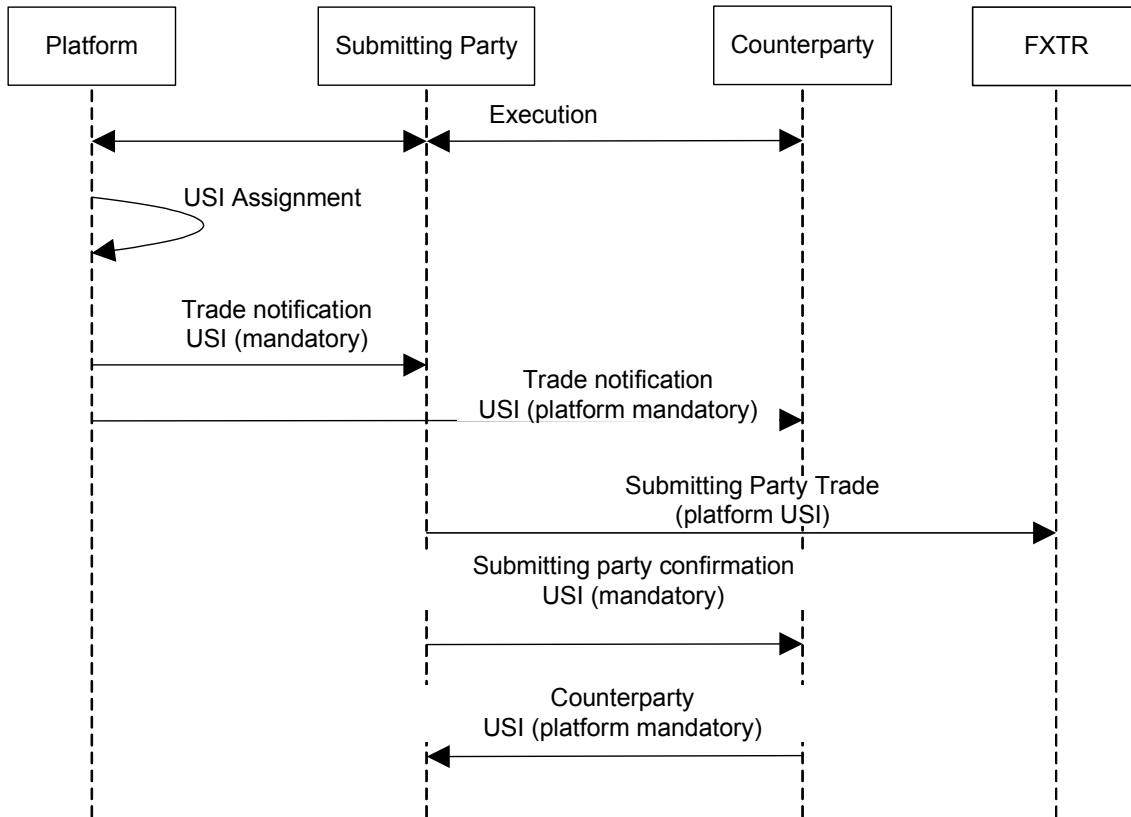 Platform
Submitting Party
Counterparty
FXTR
Execution
USI Assignment
Trade notification
USI (mandatory)
Trade notification
USI (platform mandatory)
Submitting Party Trade
(platform USI)
Submitting party confirmation
USI (mandatory)
Counterparty
USI (platform mandatory)